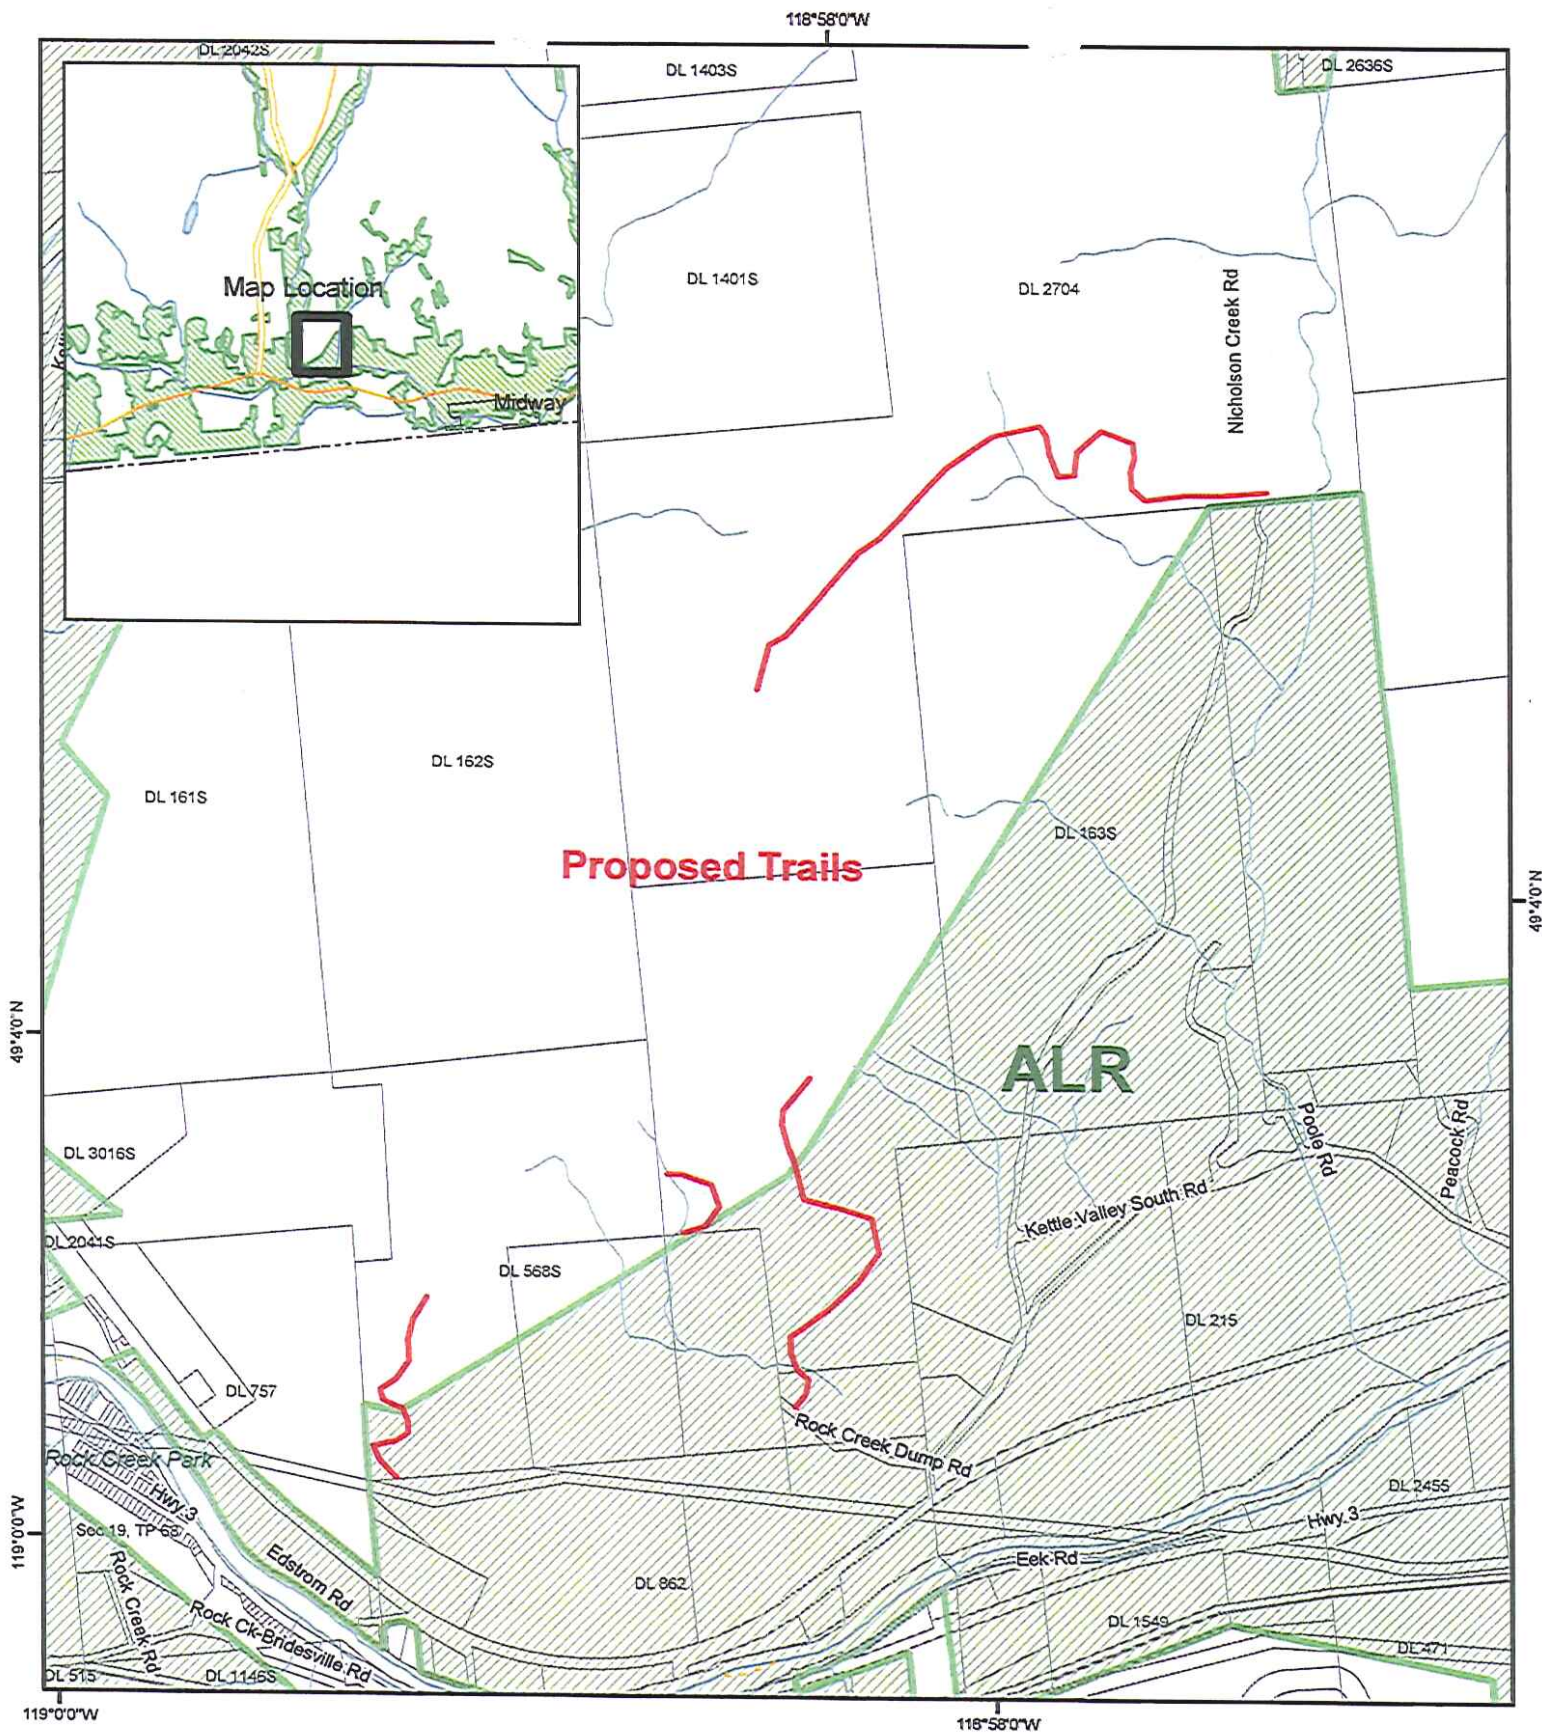 118°58'0"W
DL 2042S
DL 1403S
DL 2636S
DL 1401S
DL 2704
Nicholson Creek Rd
Map Location
Midway
DL 162S
DL 161S
DL 163S
Proposed Trails
49°4'0"N
49°4'0"N
ALR
Poole Rd
Peacock Rd
DL 3016S
Kettle Valley South Rd
DL 2041S
DL 568S
DL 215
DL 757
Rock Creek Dump Rd
Rock Creek Park
DL 2455
Hwy 3
Hwy 3
Sec 19, TP 66
119°0'0"W
Eek Rd
Edstrom Rd
DL 862
Rock Creek Rd
Rock Ck-Bridesville Rd
DL 1549
DL 471
DL 515
DL 1146S
119°0'0"W
118°58'0"W